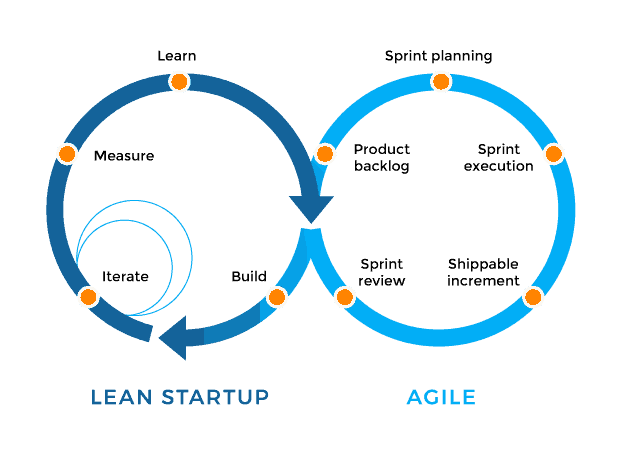 Learn
Sprint planning
Measure
Product
backlog
Sprint
execution
Iterate
Build
Sprint
review
Shippable
increment
LEAN STARTUP
AGILE